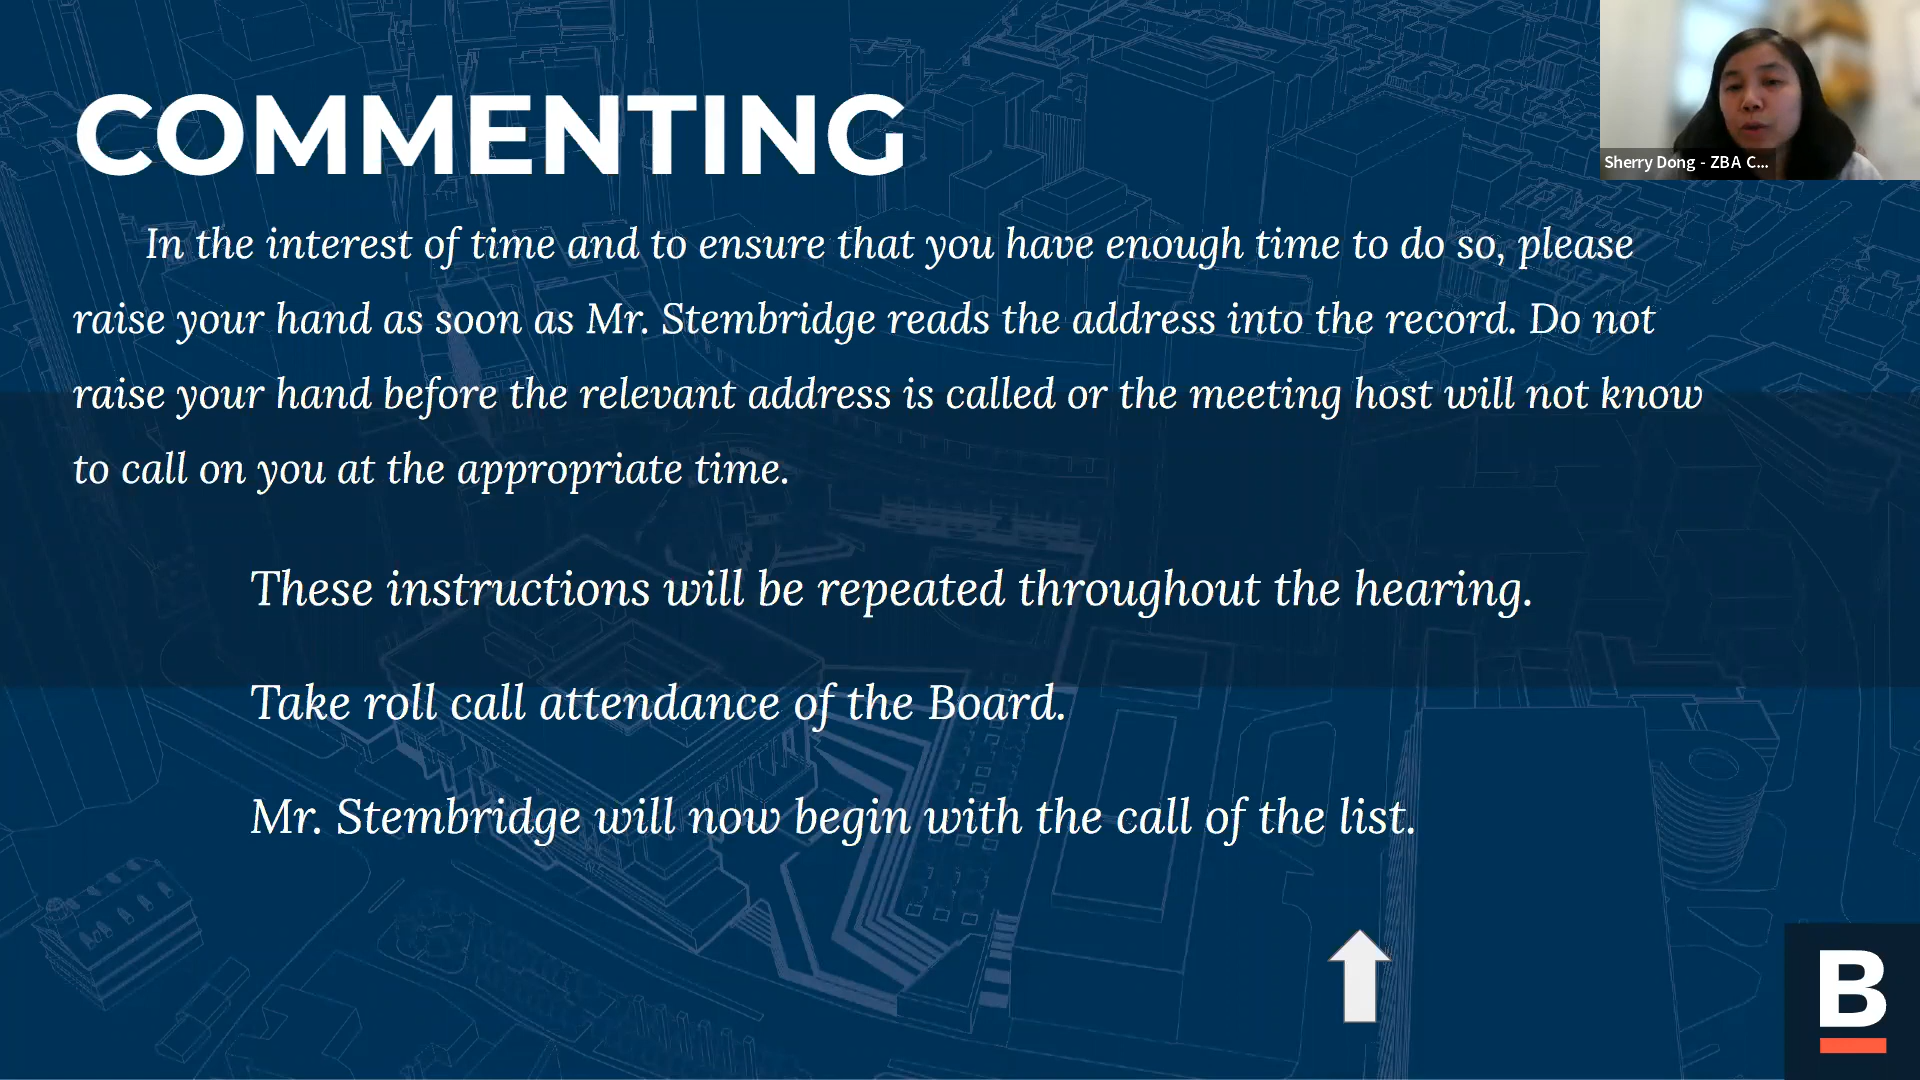 COMMENTING
Sherry Dong - ZBA C...
In the interest of time and to ensure that you have enough time to do so, please
raise your hand as soon as Mr. Stembridge reads the address into the record. Do not
raise your hand before the relevant address is called or the meeting host will not know
to call on you at the appropriate time.
These instructions will be repeated throughout the hearing.
Take roll call attendance of the Board.
Mr. Stembridge will now begin with the call of the list.
B